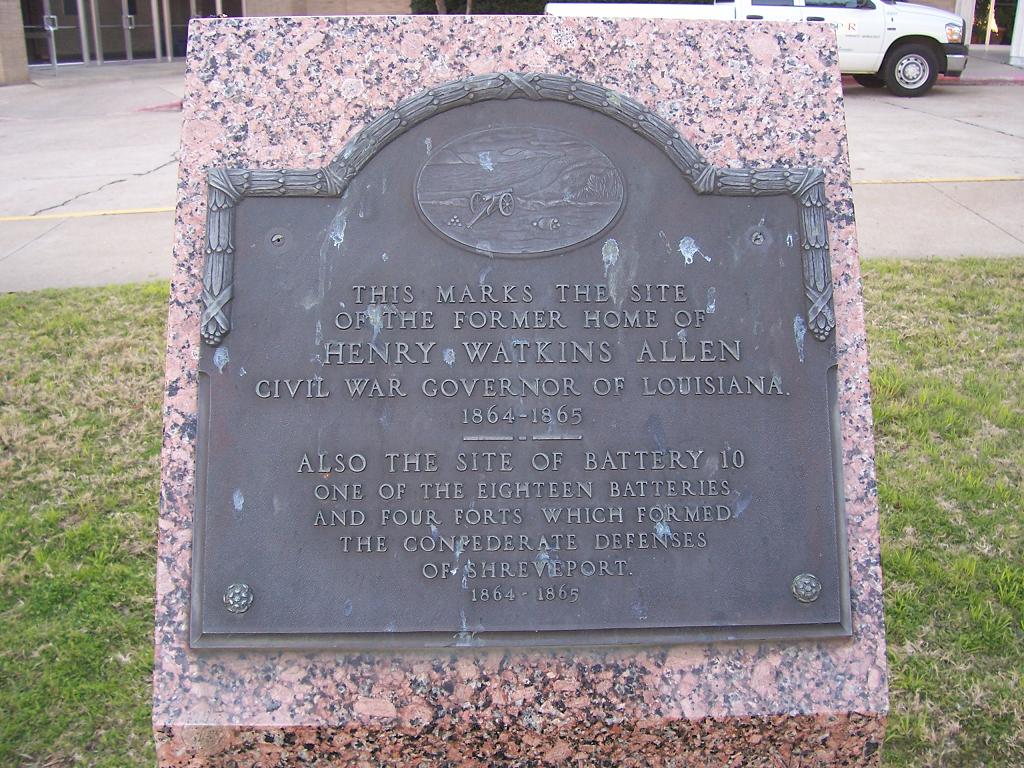 THIS MARKS THE SITE
OF THE FORMER HOME OF
HENRY WATKINS ALLEN
CIVIL WAR GOVERNOR OF LOUISIANA.
1864-1865
ALSO THE SITE OF BATTERY 10
ONE OF THE EIGHTEEN BATTERIES
AND FOUR FORTS WHICH FORMED
THE CONFEDERATE DEFENSES
OF SHREVEPORT.
1864 - 1865